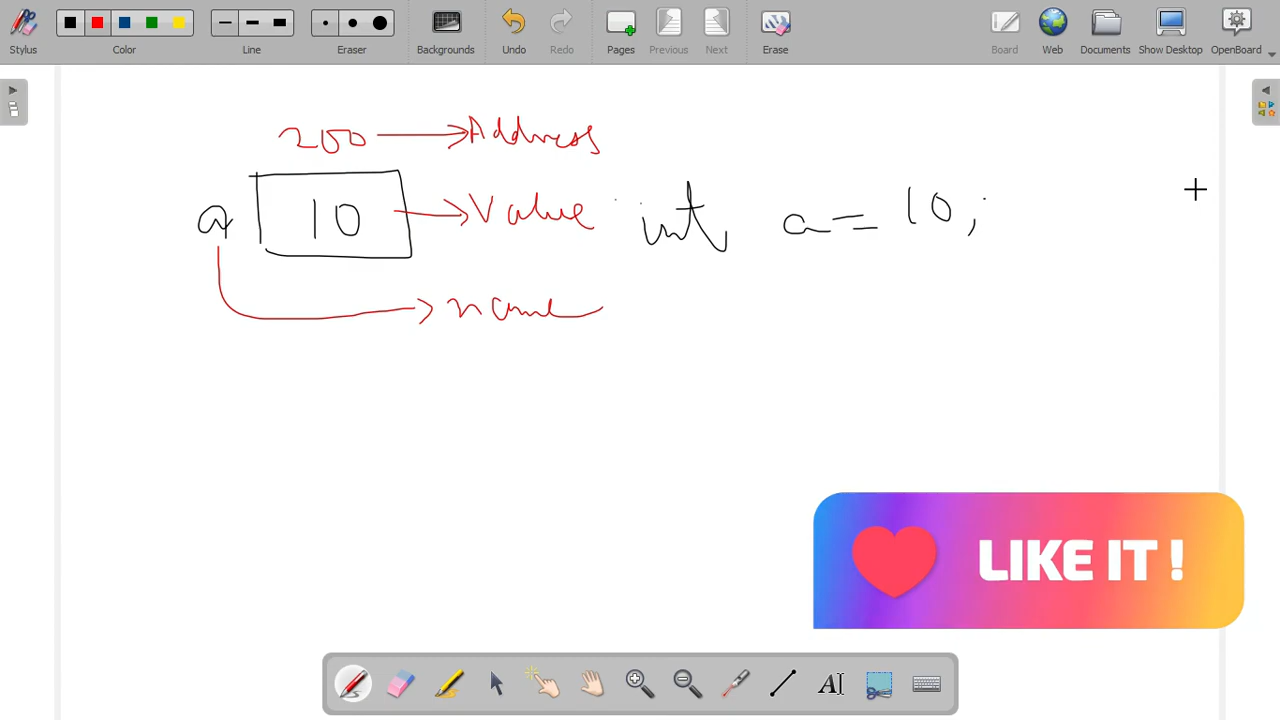 Stylus
Color
Line
Eraser
Backgrounds
Undo
Redo
Pages
Previous
Next
Erase
Board
Web
Documents
Show Desktop
OpenBoard
200 → Address
a 10 → Value int a = 10;
→ name
LIKE IT !